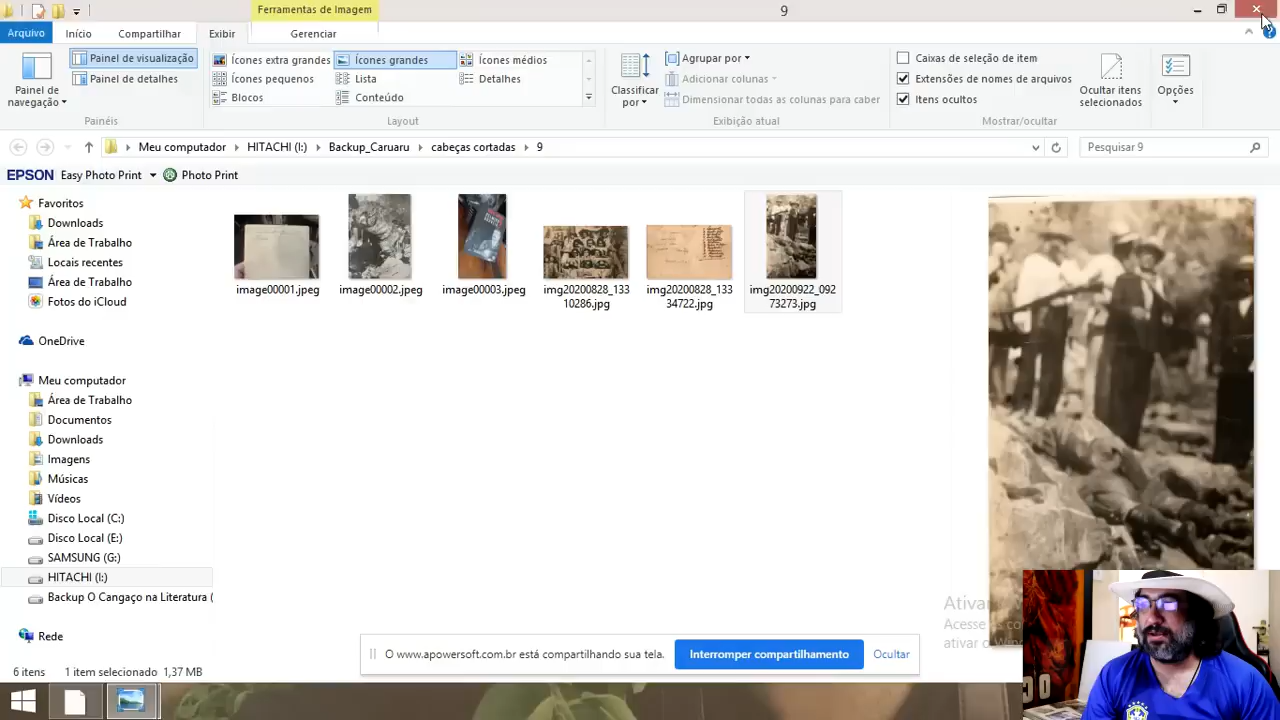 Ferramentas de Imagem
9
Arquivo
Início
Compartilhar
Exibir
Gerenciar
Painel de navegação
Painel de visualização
Painel de detalhes
Painéis
Ícones extra grandes
Ícones grandes
Ícones médios
Ícones pequenos
Lista
Detalhes
Blocos
Conteúdo
Layout
Classificar por
Agrupar por
Adicionar colunas
Dimensionar todas as colunas para caber
Exibição atual
Caixas de seleção de item
Extensões de nomes de arquivos
Itens ocultos
Ocultar itens selecionados
Mostrar/ocultar
Opções
Meu computador
HITACHI (I:)
Backup_Caruaru
cabeças cortadas
9
Pesquisar 9
EPSON
Easy Photo Print
Photo Print
Favoritos
Downloads
Área de Trabalho
Locais recentes
Área de Trabalho
Fotos do iCloud
OneDrive
Meu computador
Área de Trabalho
Documentos
Downloads
Imagens
Músicas
Vídeos
Disco Local (C:)
Disco Local (E:)
SAMSUNG (G:)
HITACHI (I:)
Backup O Cangaço na Literatura (
Rede
image00001.jpeg
image00002.jpeg
image00003.jpeg
img20200828_133
10286.jpg
img20200828_133
34722.jpg
img20200922_092
73273.jpg
Ativa
Acesse as co
ativar o Win
O www.apowersoft.com.br está compartilhando sua tela.
Interromper compartilhamento
Ocultar
6 itens
1 item selecionado 1,37 MB